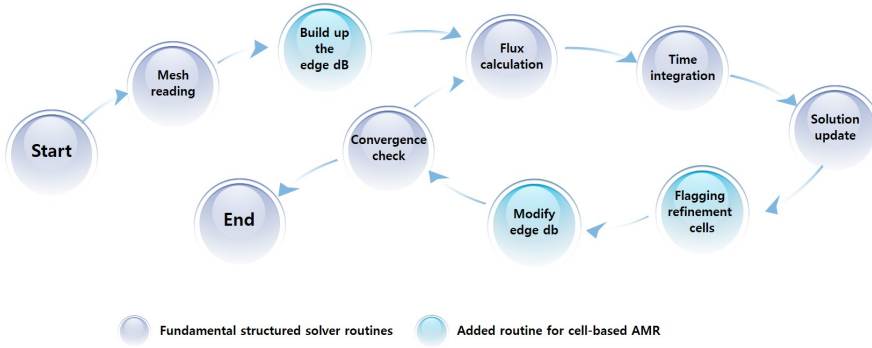 Start
Mesh
reading
Build up
the
edge dB
Flux
calculation
Time
integration
Solution
update
Flagging
refinement
cells
Modify
edge db
Convergence
check
End
Fundamental structured solver routines
Added routine for cell-based AMR